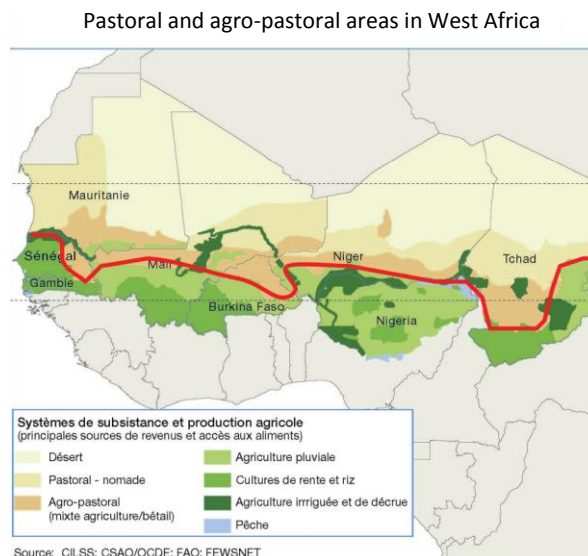 Pastoral and agro-pastoral areas in West Africa
Mauritanie
Sénégal
Gambie
Mali
Niger
Tchad
Burkina Faso
Nigeria
Systèmes de subsistance et production agricole
(principales sources de revenus et accès aux aliments)
Désert
Pastoral - nomade
Agro-pastoral
(mixte agriculture/bétail)
Agriculture pluviale
Cultures de rente et riz
Agriculture irrriguée et de décrue
Pêche
Source: CILSS; CSAO/OCDE; FAO; FEWSNET